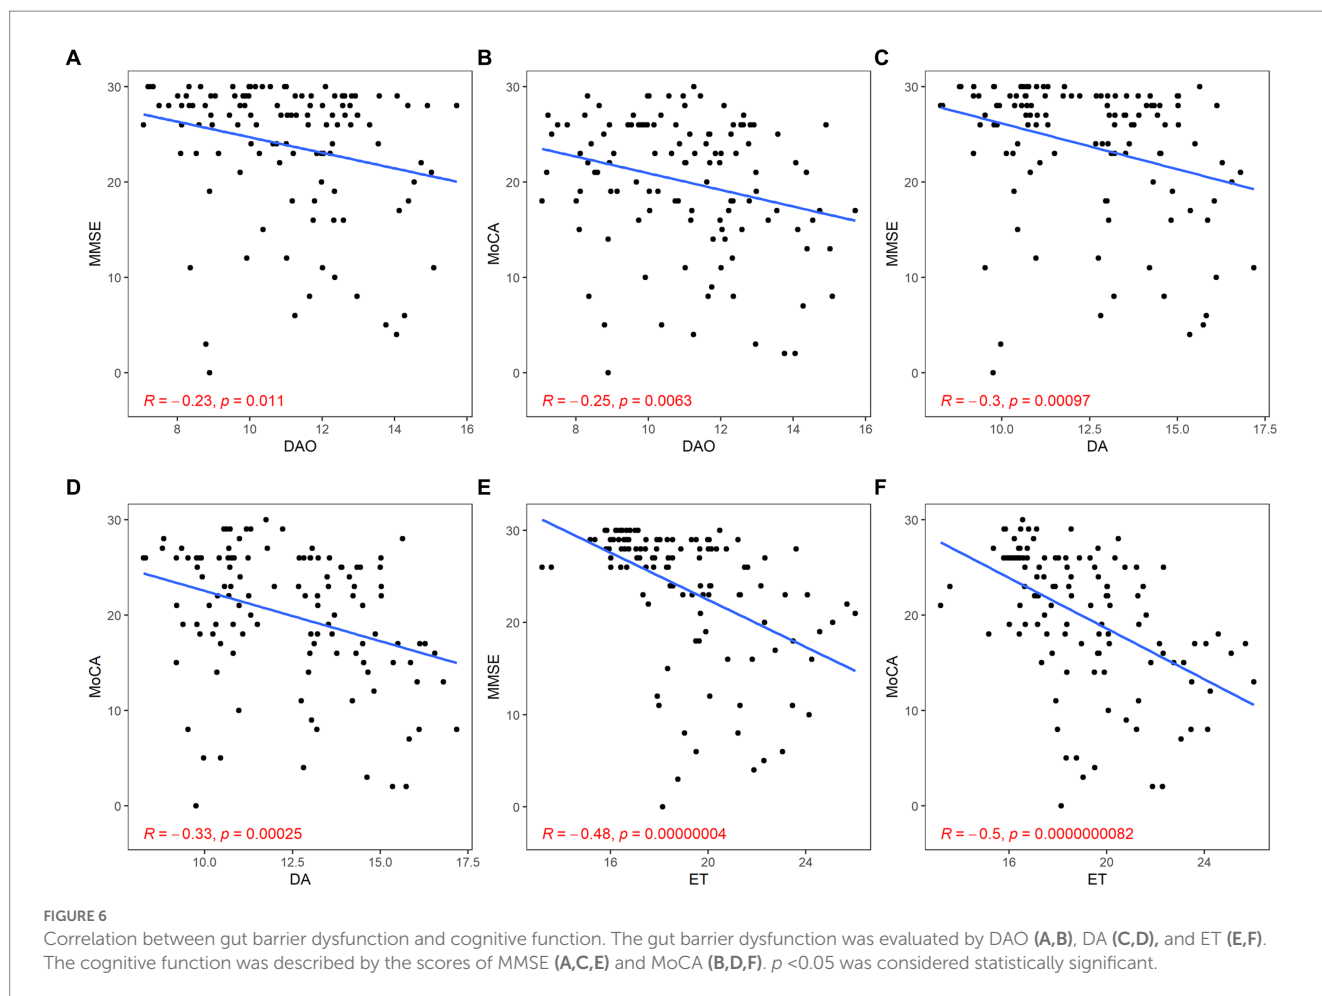 A
B
C
30
20
10
0
MMSE
R = −0.23, p = 0.011
8
10
12
14
16
DAO
30
20
10
0
MoCA
R = −0.25, p = 0.0063
8
10
12
14
16
DAO
30
20
10
0
MMSE
R = −0.3, p = 0.00097
10.0
12.5
15.0
17.5
DA
D
E
F
30
20
10
0
MoCA
R = −0.33, p = 0.00025
10.0
12.5
15.0
17.5
DA
30
20
10
0
MMSE
R = −0.48, p = 0.00000004
16
20
24
ET
30
20
10
0
MoCA
R = −0.5, p = 0.0000000082
16
20
24
ET
FIGURE 6
Correlation between gut barrier dysfunction and cognitive function. The gut barrier dysfunction was evaluated by DAO (A,B), DA (C,D), and ET (E,F).
The cognitive function was described by the scores of MMSE (A,C,E) and MoCA (B,D,F). p <0.05 was considered statistically significant.